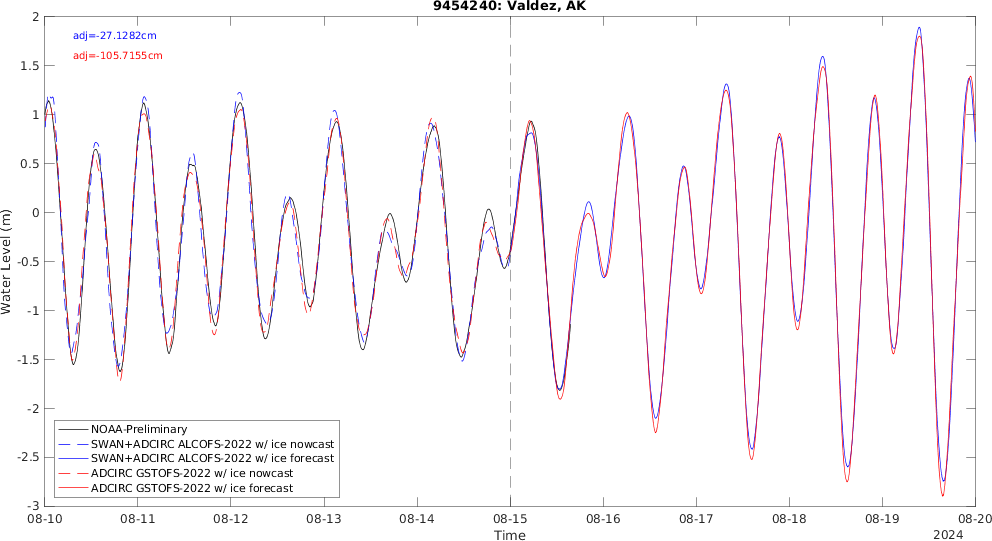 9454240: Valdez, AK
adj=-27.1282cm
adj=-105.7155cm
Water Level (m)
2
1.5
1
0.5
0
-0.5
-1
-1.5
-2
-2.5
-3
NOAA-Preliminary
SWAN+ADCIRC ALCOFS-2022 w/ ice nowcast
SWAN+ADCIRC ALCOFS-2022 w/ ice forecast
ADCIRC GSTOFS-2022 w/ ice nowcast
ADCIRC GSTOFS-2022 w/ ice forecast
08-10 08-11 08-12 08-13 08-14 08-15 08-16 08-17 08-18 08-19 08-20
Time
2024